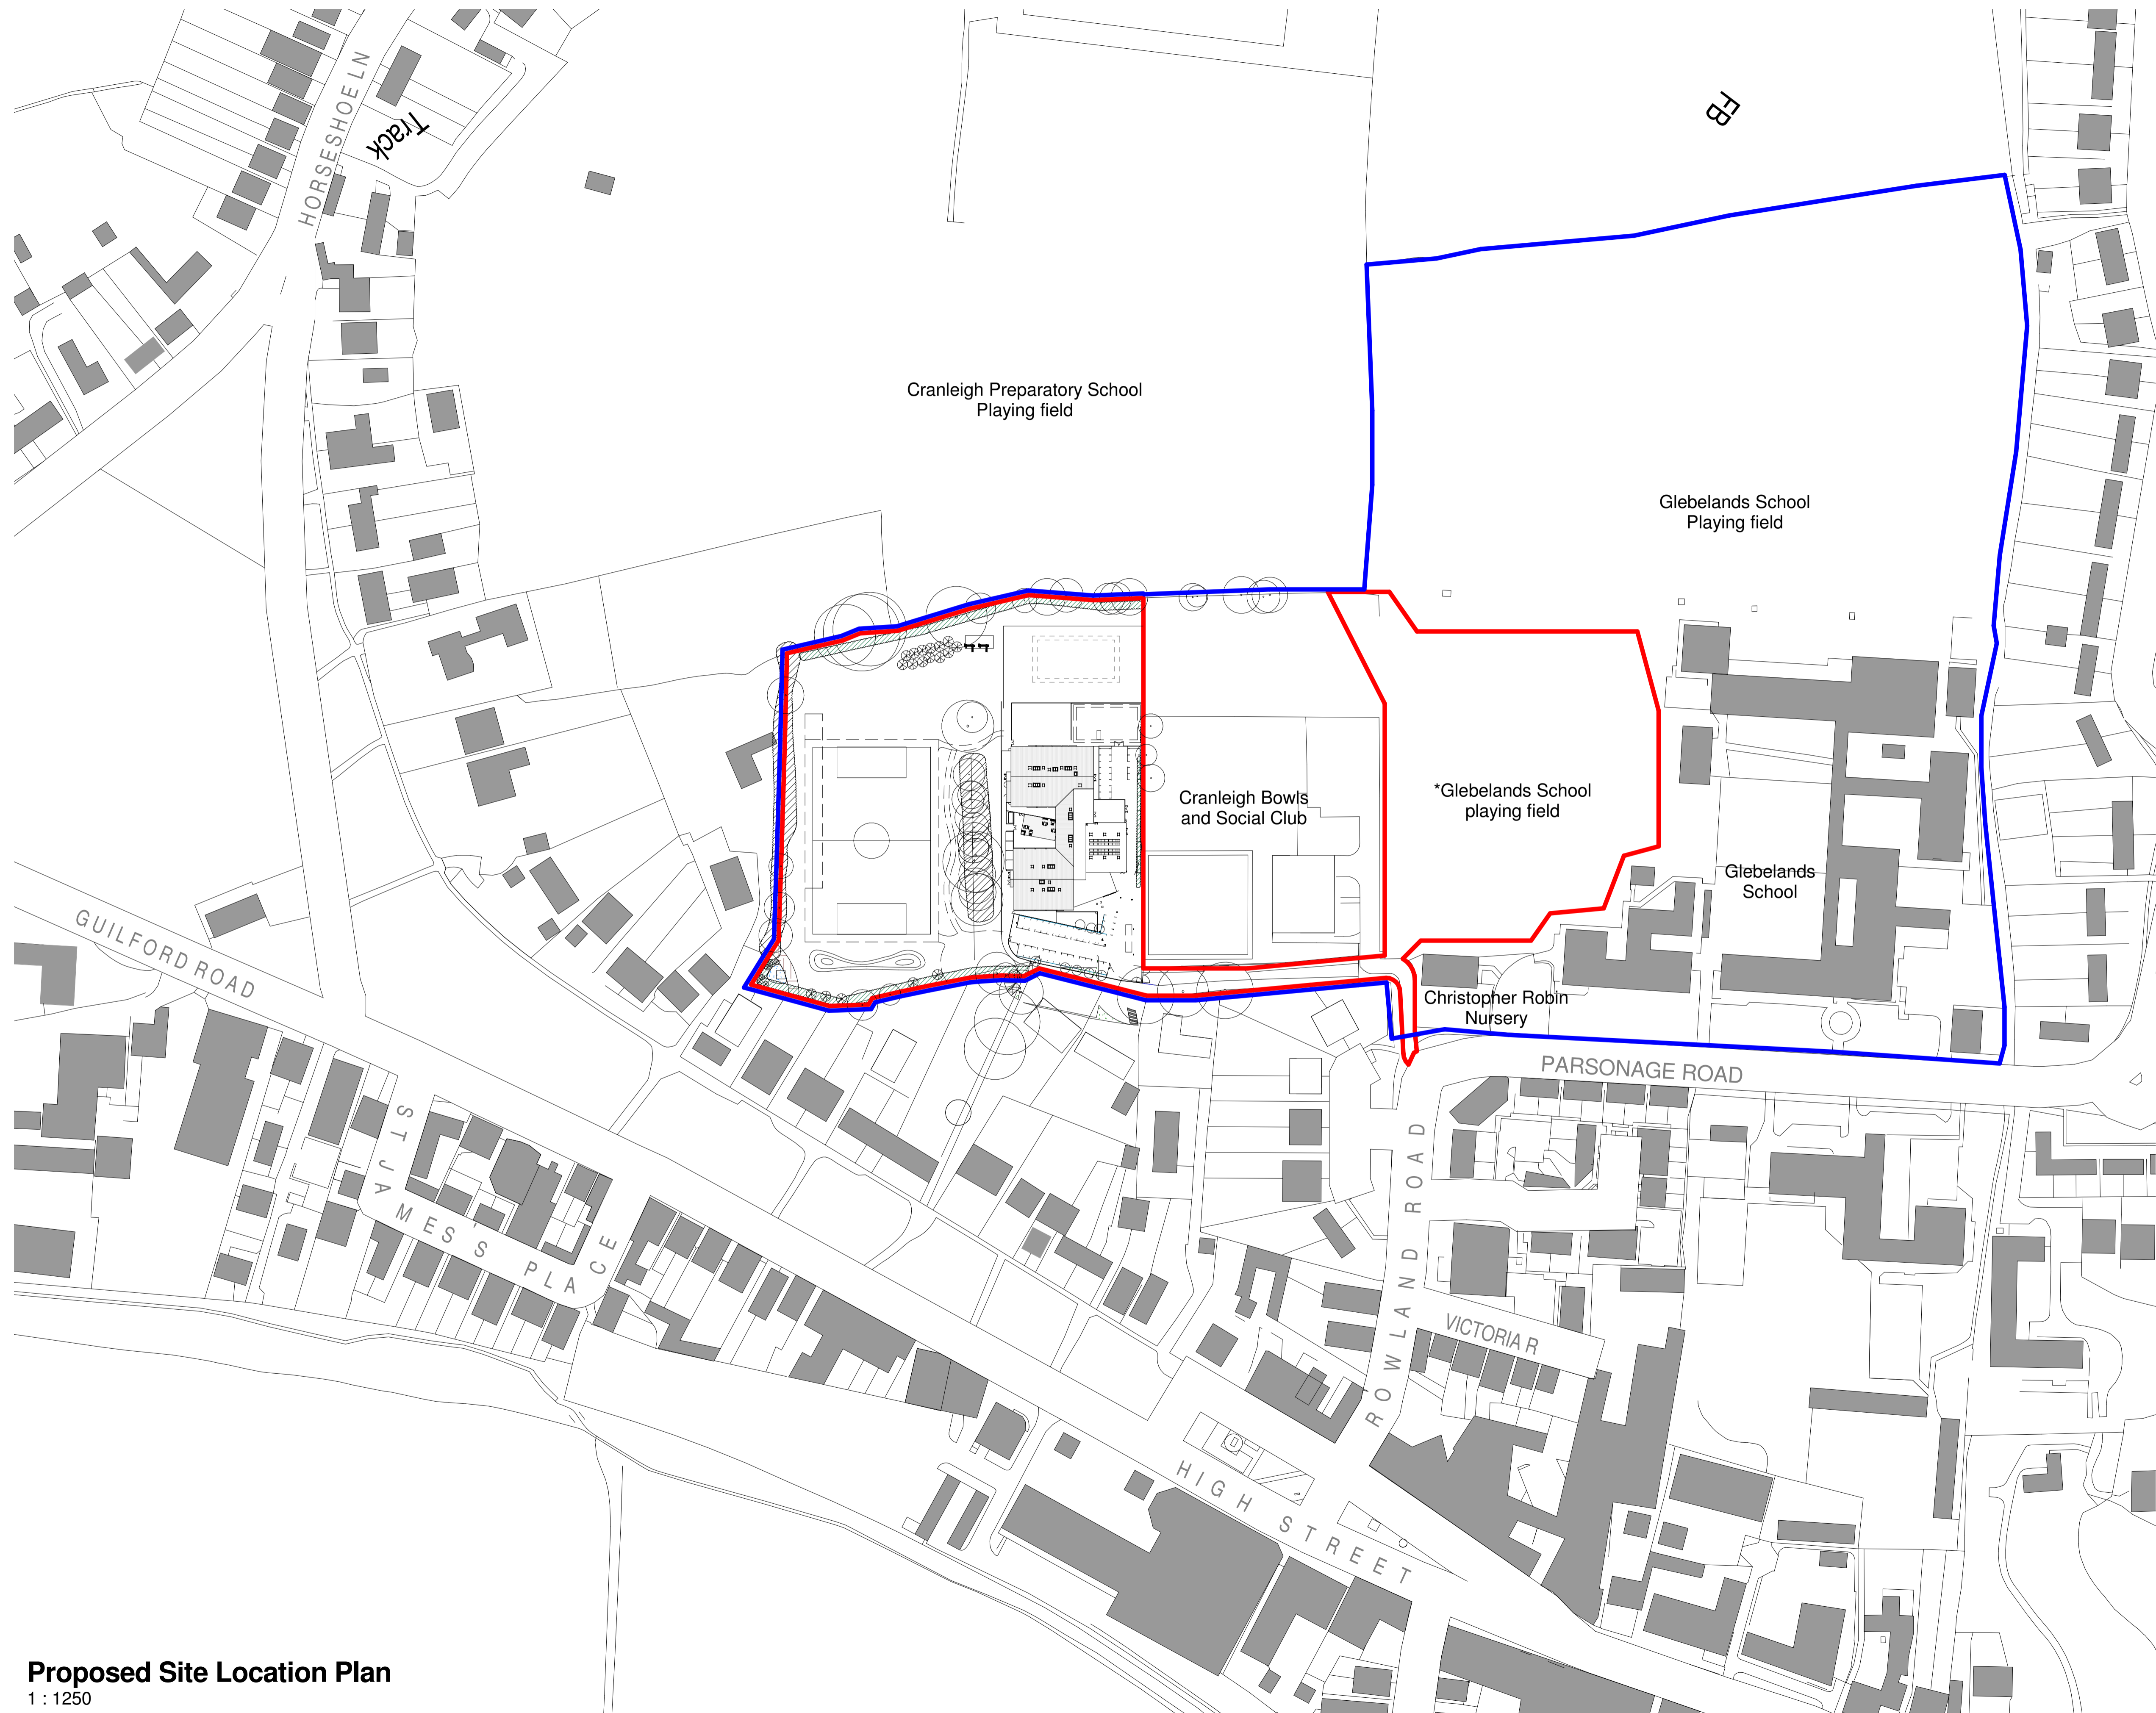 HORSESHOE LN
Track
FB
Cranleigh Preparatory School
Playing field
Glebelands School
Playing field
Cranleigh Bowls
and Social Club
*Glebelands School
playing field
Glebelands
School
GUILFORD ROAD
Christopher Robin
Nursery
PARSONAGE ROAD
ST JAMES'S PLACE
ROWLAND ROAD
VICTORIA R
HIGH STREET
Proposed Site Location Plan
1 : 1250